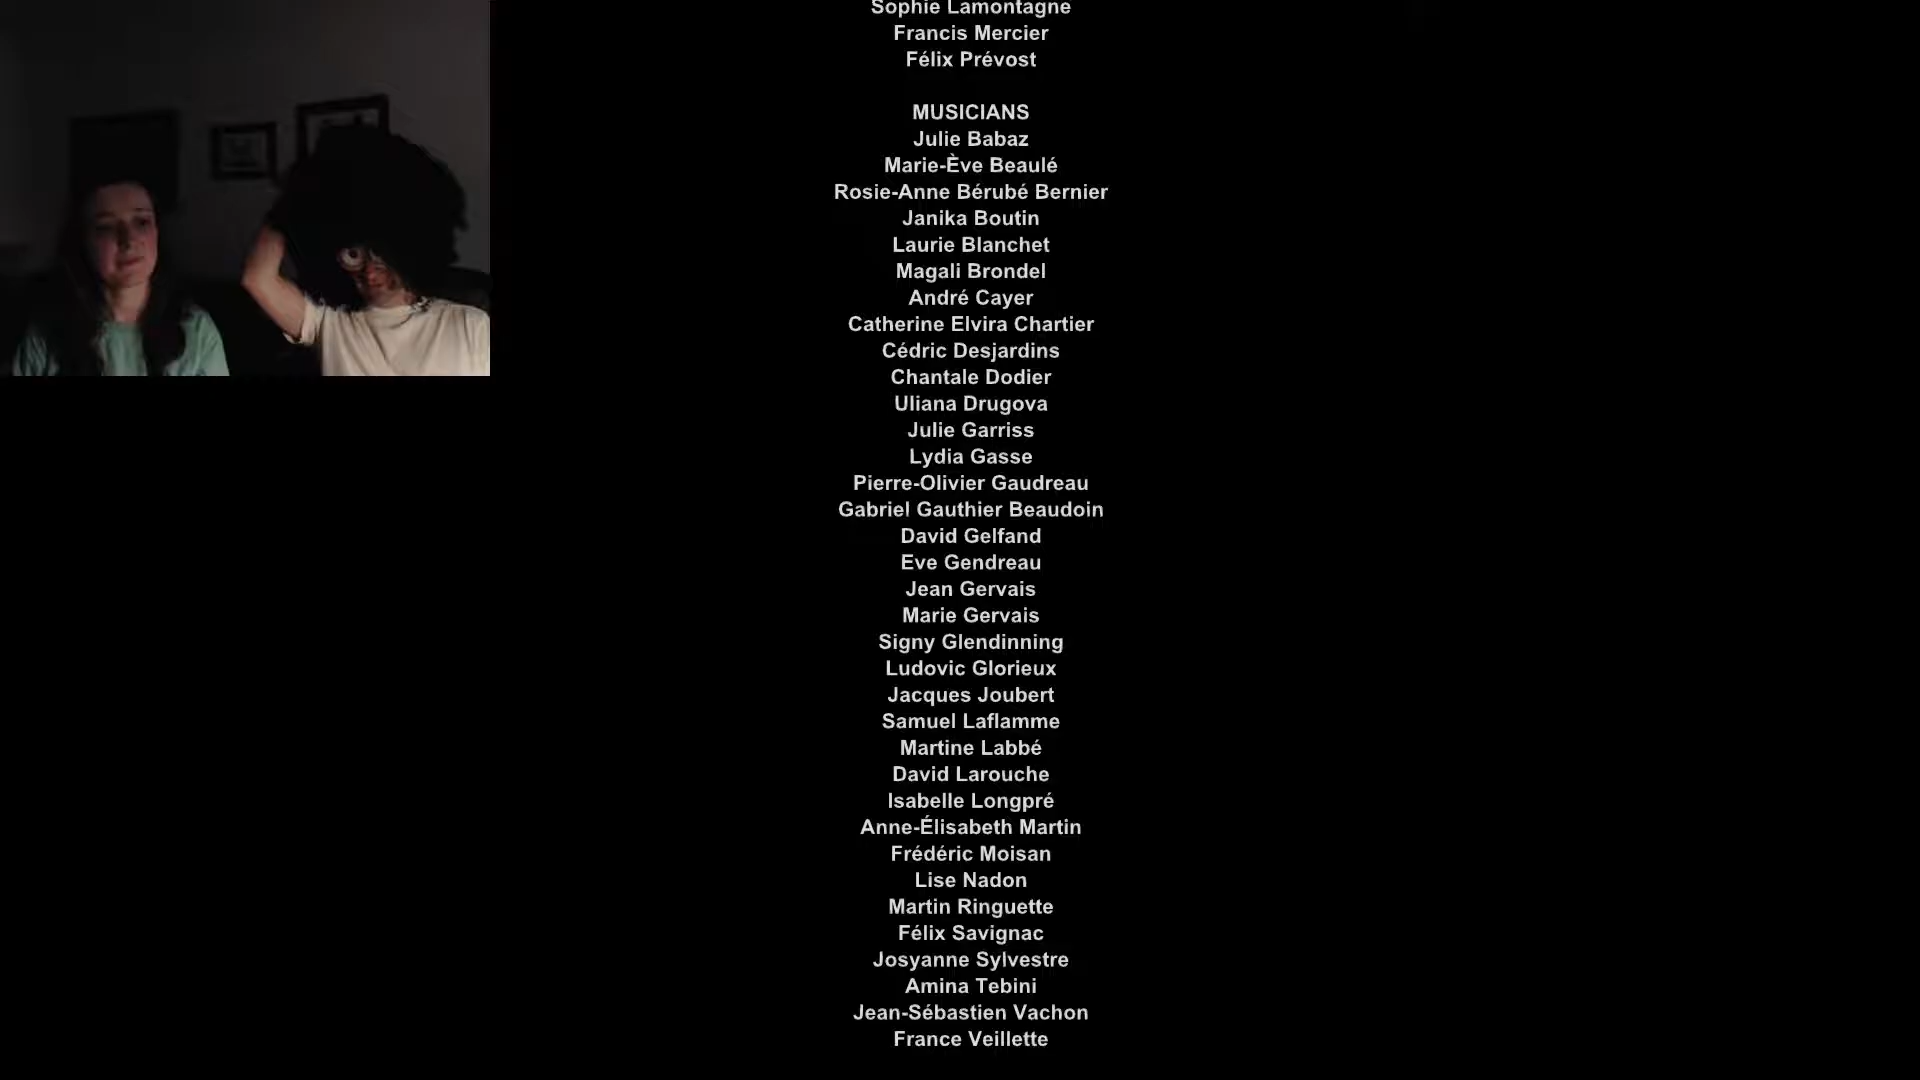 Sophie Lamontagne
Francis Mercier
Félix Prévost
MUSICIANS
Julie Babaz
Marie-Ève Beaulé
Rosie-Anne Bérubé Bernier
Janika Boutin
Laurie Blanchet
Magali Brondel
André Cayer
Catherine Elvira Chartier
Cédric Desjardins
Chantale Dodier
Uliana Drugova
Julie Garriss
Lydia Gasse
Pierre-Olivier Gaudreau
Gabriel Gauthier Beaudoin
David Gelfand
Eve Gendreau
Jean Gervais
Marie Gervais
Signy Glendinning
Ludovic Glorieux
Jacques Joubert
Samuel Laflamme
Martine Labbé
David Larouche
Isabelle Longpré
Anne-Élisabeth Martin
Frédéric Moisan
Lise Nadon
Martin Ringuette
Félix Savignac
Josyanne Sylvestre
Amina Tebini
Jean-Sébastien Vachon
France Veillette